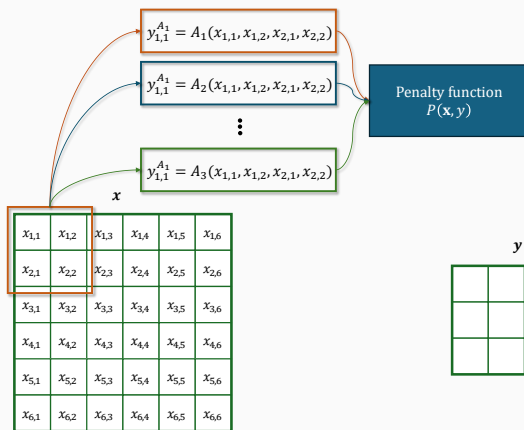 y_{1,1}^{A_1} = A_1(x_{1,1}, x_{1,2}, x_{2,1}, x_{2,2})
y_{1,1}^{A_1} = A_2(x_{1,1}, x_{1,2}, x_{2,1}, x_{2,2})
Penalty function
P(x, y)
⋮
y_{1,1}^{A_1} = A_3(x_{1,1}, x_{1,2}, x_{2,1}, x_{2,2})
x
x_{1,1} x_{1,2} x_{1,3} x_{1,4} x_{1,5} x_{1,6}
x_{2,1} x_{2,2} x_{2,3} x_{2,4} x_{2,5} x_{2,6}
y
x_{3,1} x_{3,2} x_{3,3} x_{3,4} x_{3,5} x_{3,6}
x_{4,1} x_{4,2} x_{4,3} x_{4,4} x_{4,5} x_{4,6}
x_{5,1} x_{5,2} x_{5,3} x_{5,4} x_{5,5} x_{5,6}
x_{6,1} x_{6,2} x_{6,3} x_{6,4} x_{6,5} x_{6,6}